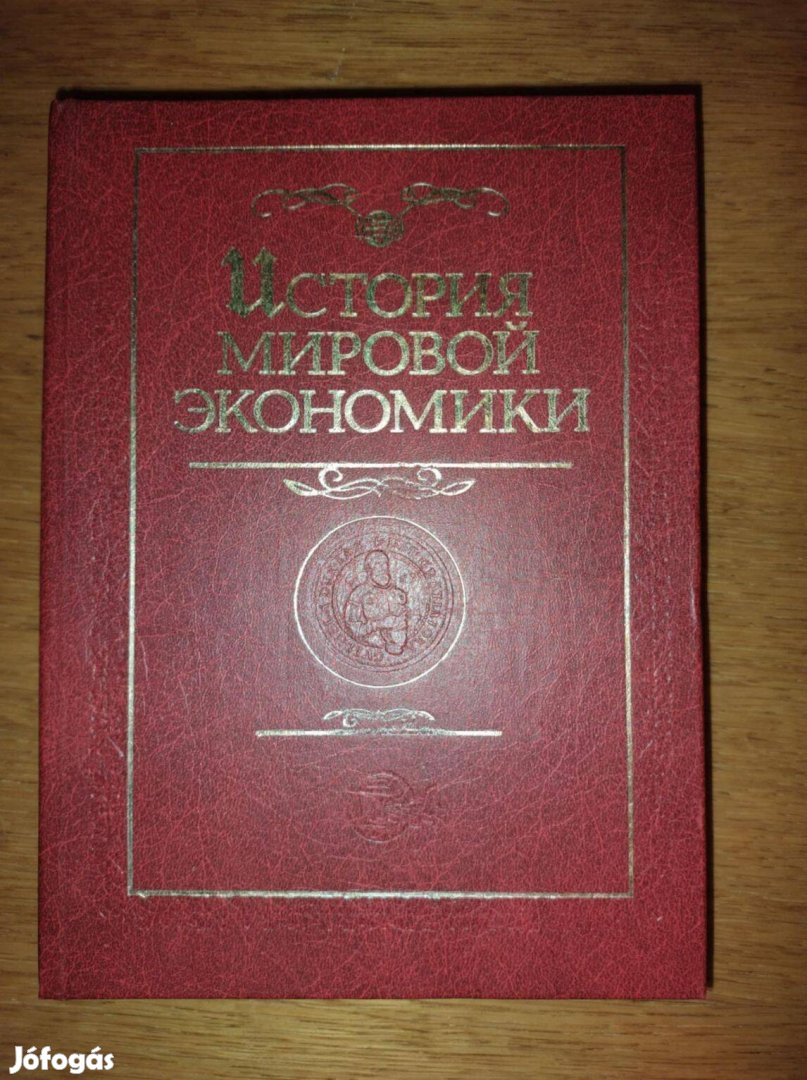 История
мировой
экономики
Jófogás